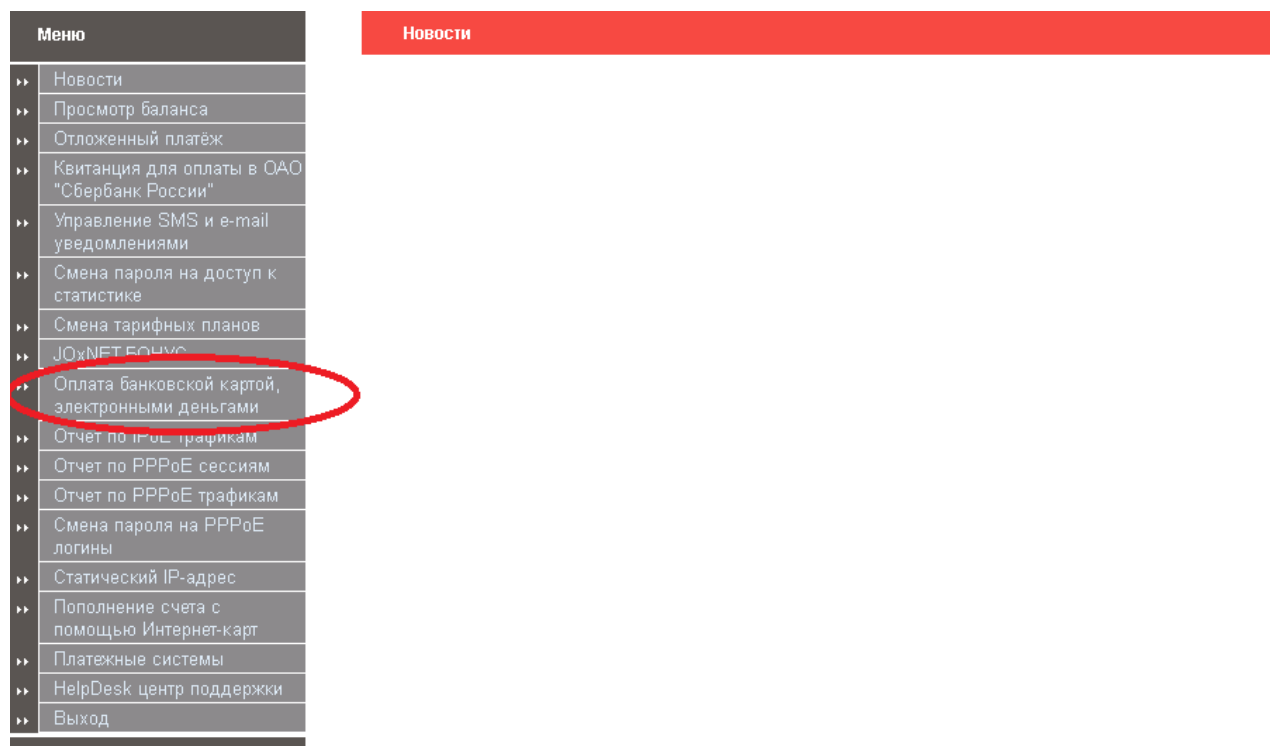 Меню
Новости
Новости
Просмотр баланса
Отложенный платёж
Квитанция для оплаты в ОАО
"Сбербанк России"
Управление SMS и e-mail
уведомлениями
Смена пароля на доступ к
статистике
Смена тарифных планов
JOxNET БОНУС
Оплата банковской картой,
электронными деньгами
Отчет по IPoE трафикам
Отчет по PPPoE сессиям
Отчет по PPPoE трафикам
Смена пароля на PPPoE
логины
Статический IP-адрес
Пополнение счета с
помощью Интернет-карт
Платежные системы
HelpDesk центр поддержки
Выход